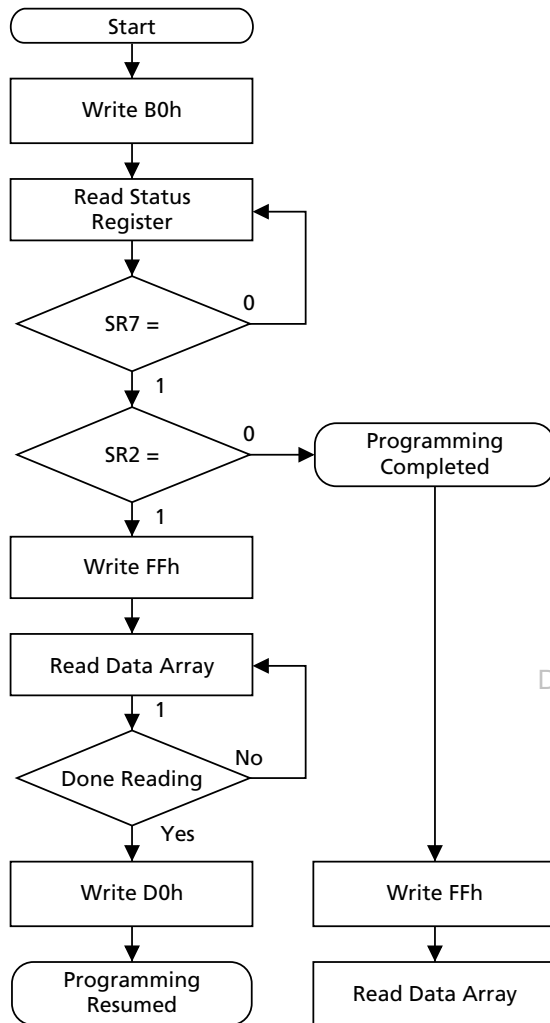 Start
Write B0h
Read Status
Register
0
SR7 =
1
0
SR2 =
Programming
Completed
1
Write FFh
Read Data Array
D
1
No
Done Reading
Yes
Write D0h
Write FFh
Programming
Resumed
Read Data Array